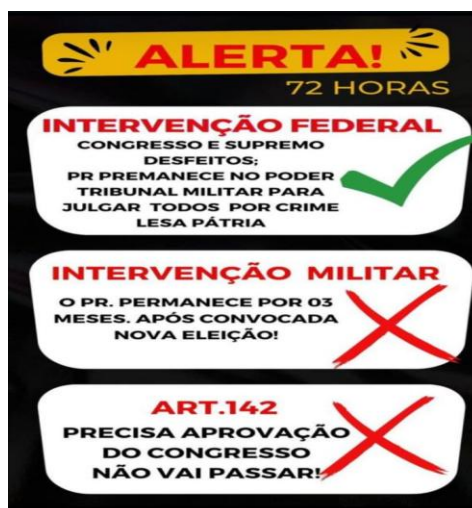 ALERTA!
72 HORAS
INTERVENÇÃO FEDERAL
CONGRESSO E SUPREMO
DESFEITOS;
PR PREMANECE NO PODER
TRIBUNAL MILITAR PARA
JULGAR TODOS POR CRIME
LESA PÁTRIA
INTERVENÇÃO MILITAR
O PR. PERMANECE POR 03
MESES. APÓS CONVOCADA
NOVA ELEIÇÃO!
ART.142
PRECISA APROVAÇÃO
DO CONGRESSO
NÃO VAI PASSAR!